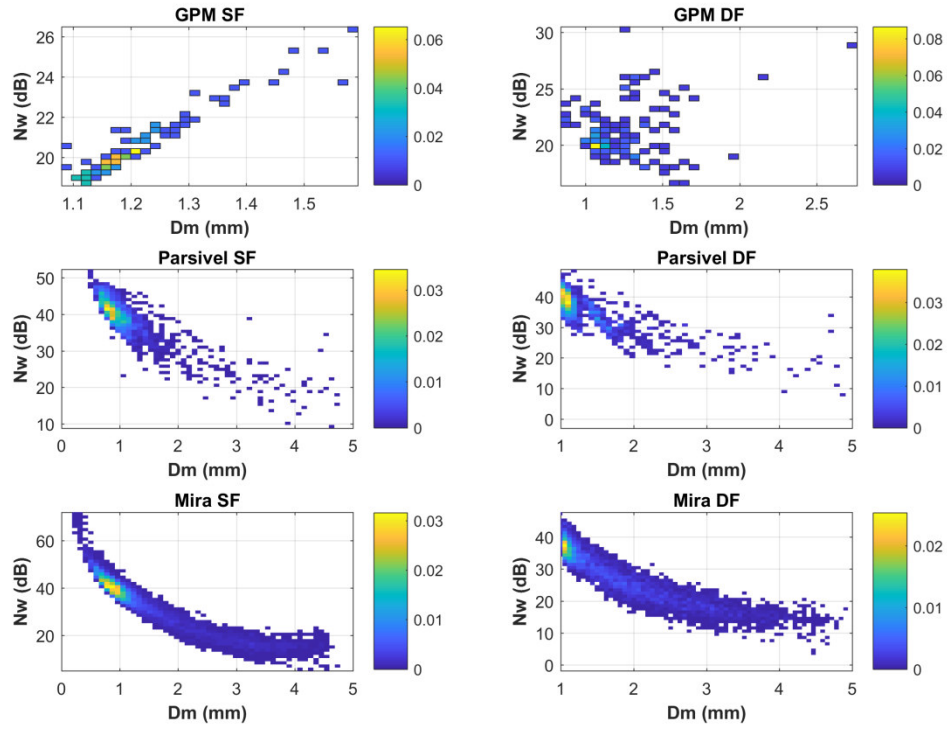 GPM SF
26
24
22
20
Nw (dB)
1.1 1.2 1.3 1.4 1.5
Dm (mm)
0.06
0.04
0.02
0
GPM DF
30
25
20
Nw (dB)
1 1.5 2 2.5
Dm (mm)
0.08
0.06
0.04
0.02
0
Parsivel SF
50
40
30
20
10
Nw (dB)
0 1 2 3 4 5
Dm (mm)
0.03
0.02
0.01
0
Parsivel DF
40
30
20
10
0
Nw (dB)
1 2 3 4 5
Dm (mm)
0.03
0.02
0.01
0
Mira SF
60
40
20
Nw (dB)
0 1 2 3 4 5
Dm (mm)
0.03
0.02
0.01
0
Mira DF
40
30
20
10
0
Nw (dB)
1 2 3 4 5
Dm (mm)
0.02
0.01
0